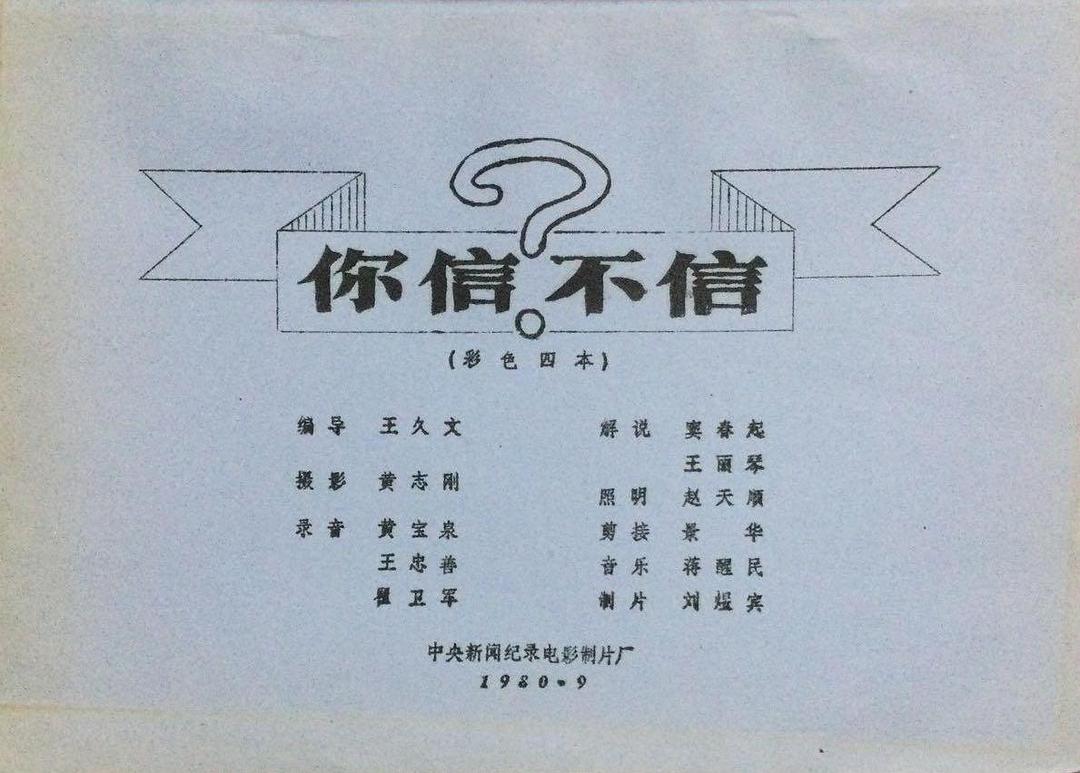 ?
你信不信
(彩色四本)
编导 王久文
摄影 黄志刚
录音 黄宝泉
王忠善
瞿卫军
解说 窦春起
王丽琴
照明 赵天顺
剪接 景华
音乐 蒋醒民
制片 刘煜宾
中央新闻纪录电影制片厂
1980.9